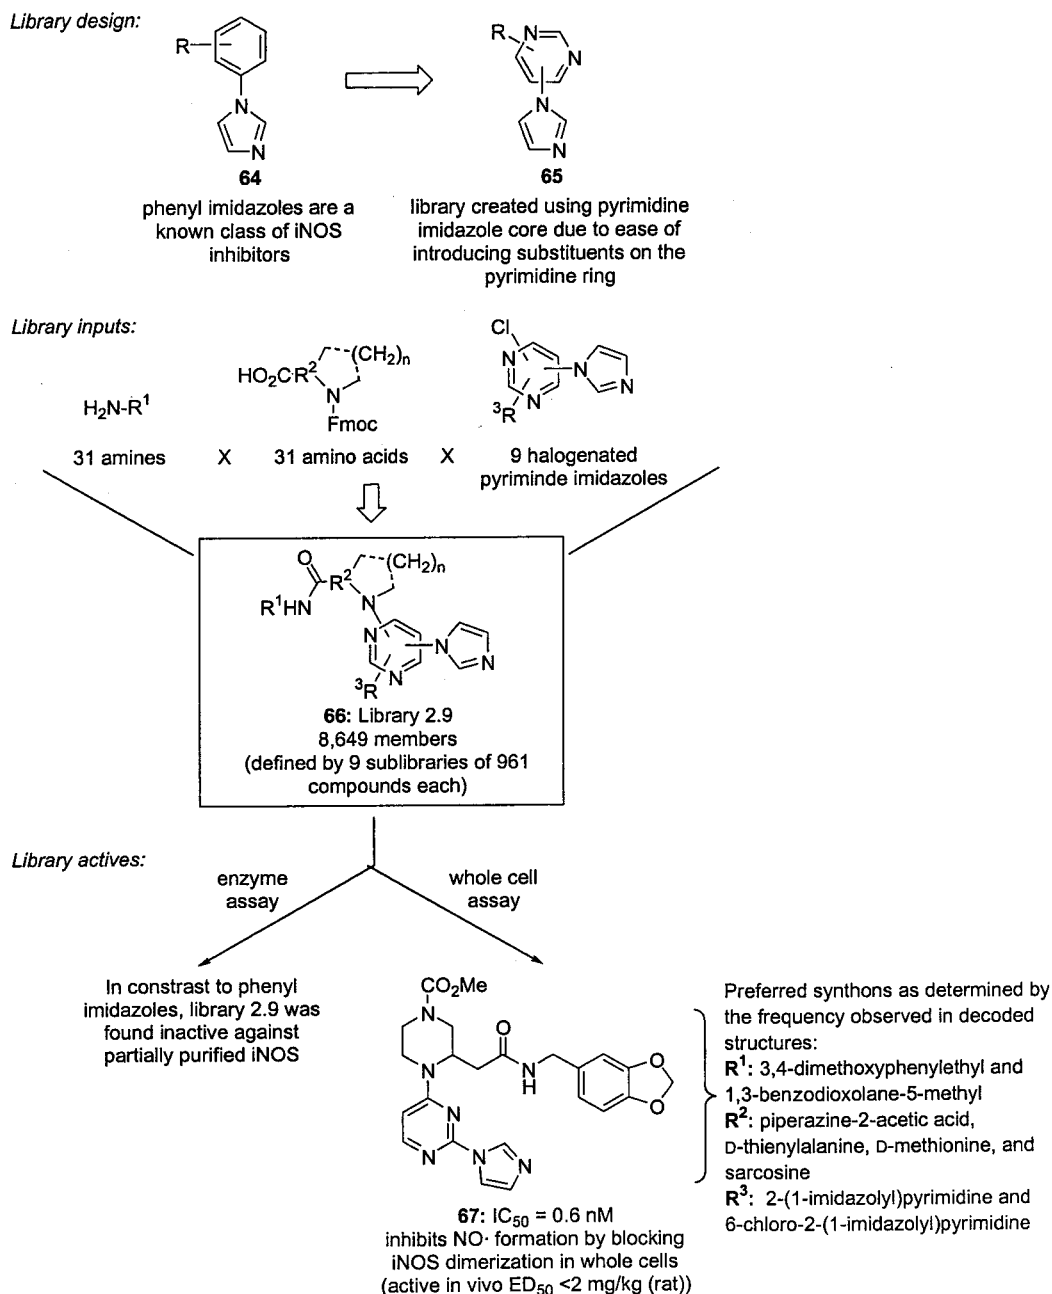 Library design:
R
N
N
64
phenyl imidazoles are a
known class of iNOS
inhibitors
R
N
N
N
N
65
library created using pyrimidine
imidazole core due to ease of
introducing substituents on the
pyrimidine ring
Library inputs:
H₂N-R¹
31 amines
X
HO₂CR²
(CH₂)ₙ
N
Fmoc
31 amino acids
X
Cl
N
N
³R
N
N
9 halogenated
pyriminde imidazoles
O
R²
(CH₂)ₙ
R¹HN
N
N
N
N
N
³R
66: Library 2.9
8,649 members
(defined by 9 sublibraries of 961
compounds each)
Library actives:
enzyme
assay
whole cell
assay
In constrast to phenyl
imidazoles, library 2.9 was
found inactive against
partially purified iNOS
CO₂Me
N
O
N
N
H
O
O
N
N
N
N
67: IC₅₀ = 0.6 nM
inhibits NO· formation by blocking
iNOS dimerization in whole cells
(active in vivo ED₅₀ <2 mg/kg (rat))
Preferred synthons as determined by
the frequency observed in decoded
structures:
R¹: 3,4-dimethoxyphenylethyl and
1,3-benzodioxolane-5-methyl
R²: piperazine-2-acetic acid,
D-thienylalanine, D-methionine, and
sarcosine
R³: 2-(1-imidazolyl)pyrimidine and
6-chloro-2-(1-imidazolyl)pyrimidine